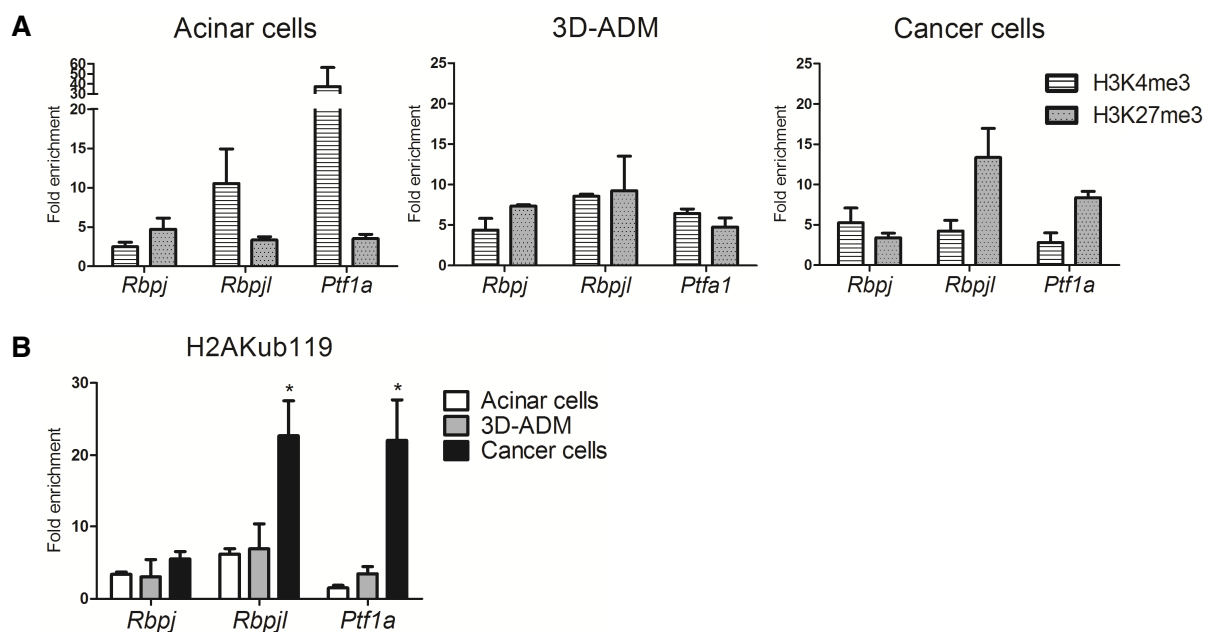 A
Acinar cells
3D-ADM
Cancer cells
Fold enrichment
60
50
40
30
20
15
10
5
0
Rbpj Rbpjl Ptf1a
Fold enrichment
25
20
15
10
5
0
Rbpj Rbpjl Ptfa1
Fold enrichment
25
20
15
10
5
0
Rbpj Rbpjl Ptf1a
H3K4me3
H3K27me3
B
H2AKub119
Fold enrichment
30
20
10
0
* *
Rbpj Rbpjl Ptf1a
Acinar cells
3D-ADM
Cancer cells